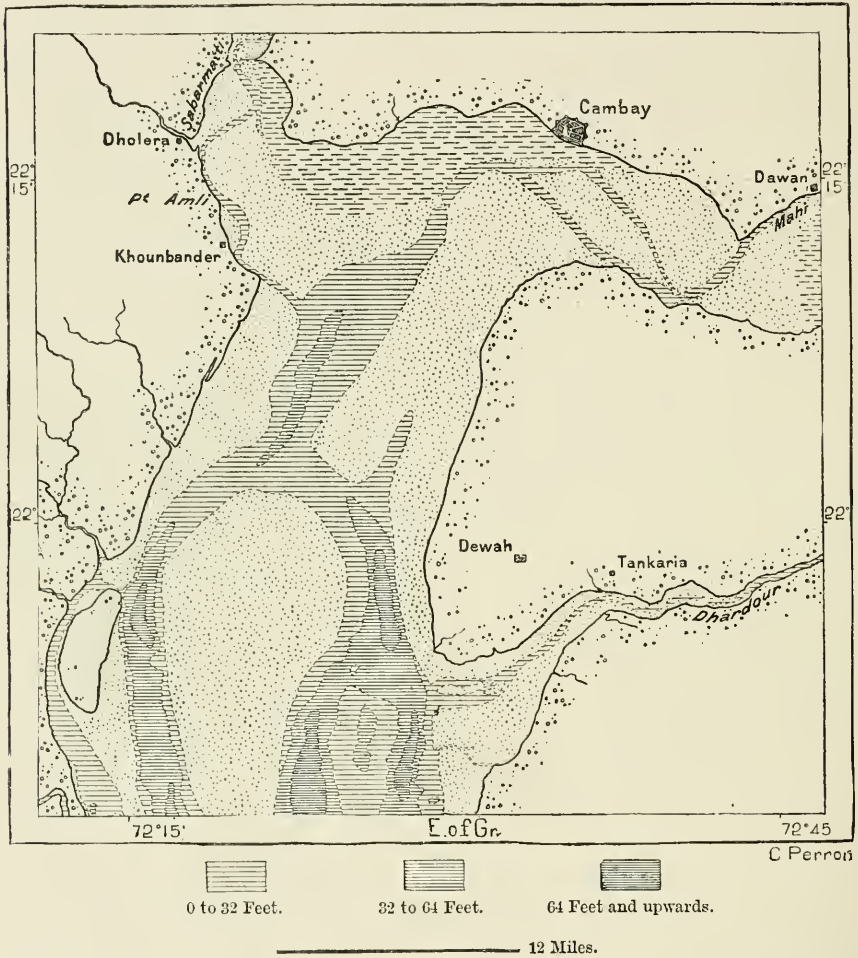 Sabarmatti
Cambay
Dholera
22°
15'
22°
15'
Dawan
Pt Amli
Mahi
Khounbander
22°
22°
Dewah
Tankaria
Dhardour
72°15'
E.of Gr.
72°45
C Perron
0 to 32 Feet.
32 to 64 Feet.
64 Feet and upwards.
12 Miles.